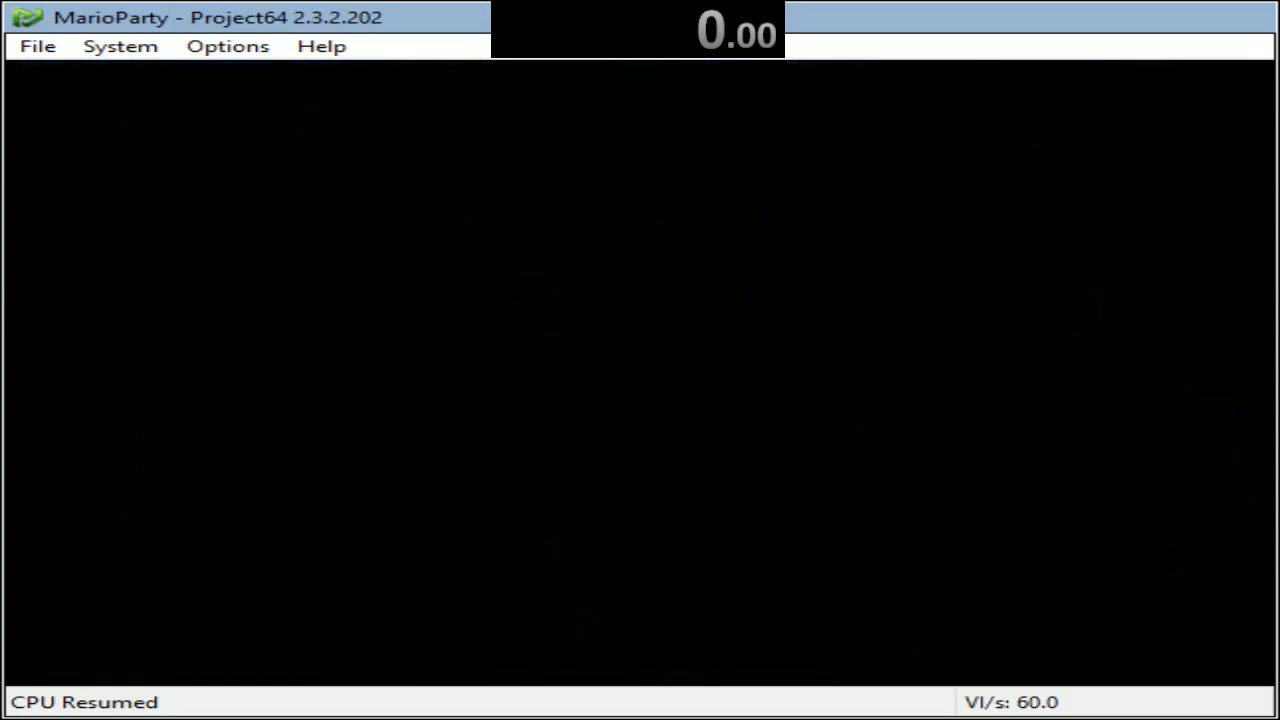 MarioParty - Project64 2.3.2.202
0.00
File System Options Help
CPU Resumed VI/s: 60.0